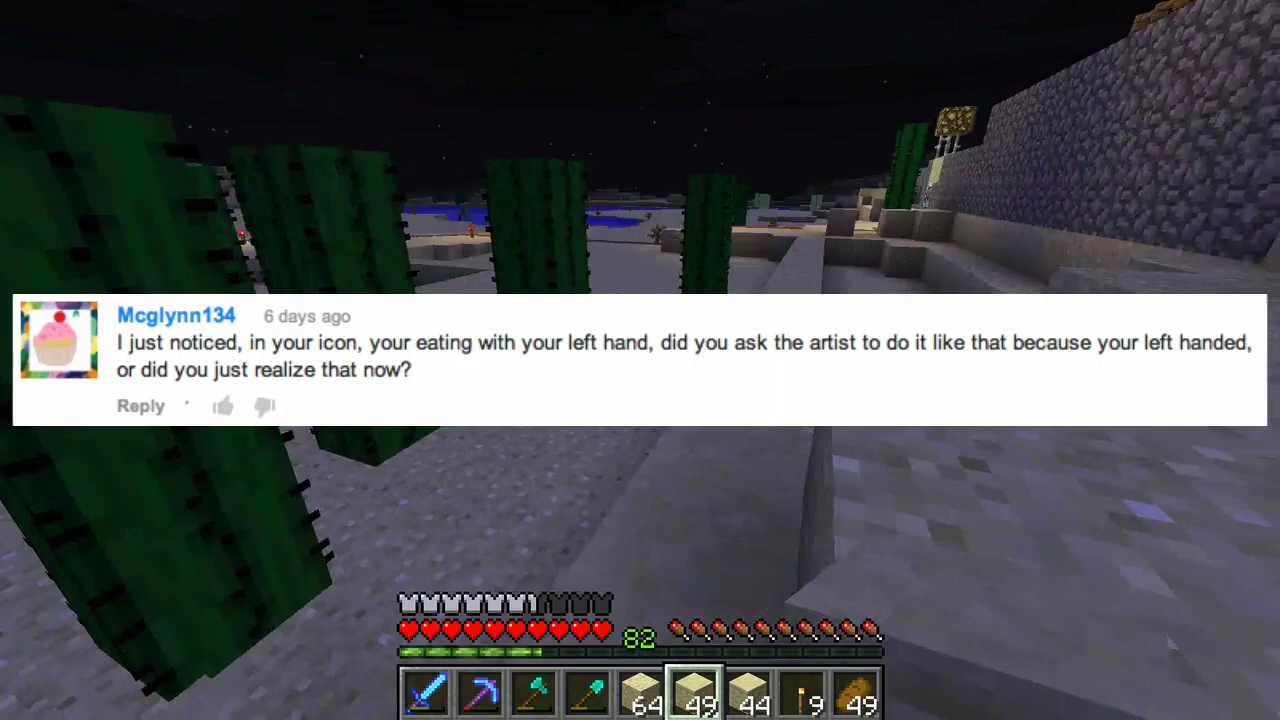 Mcglynn134 6 days ago
I just noticed, in your icon, your eating with your left hand, did you ask the artist to do it like that because your left handed,
or did you just realize that now?
Reply
82
64 49 44 9 49